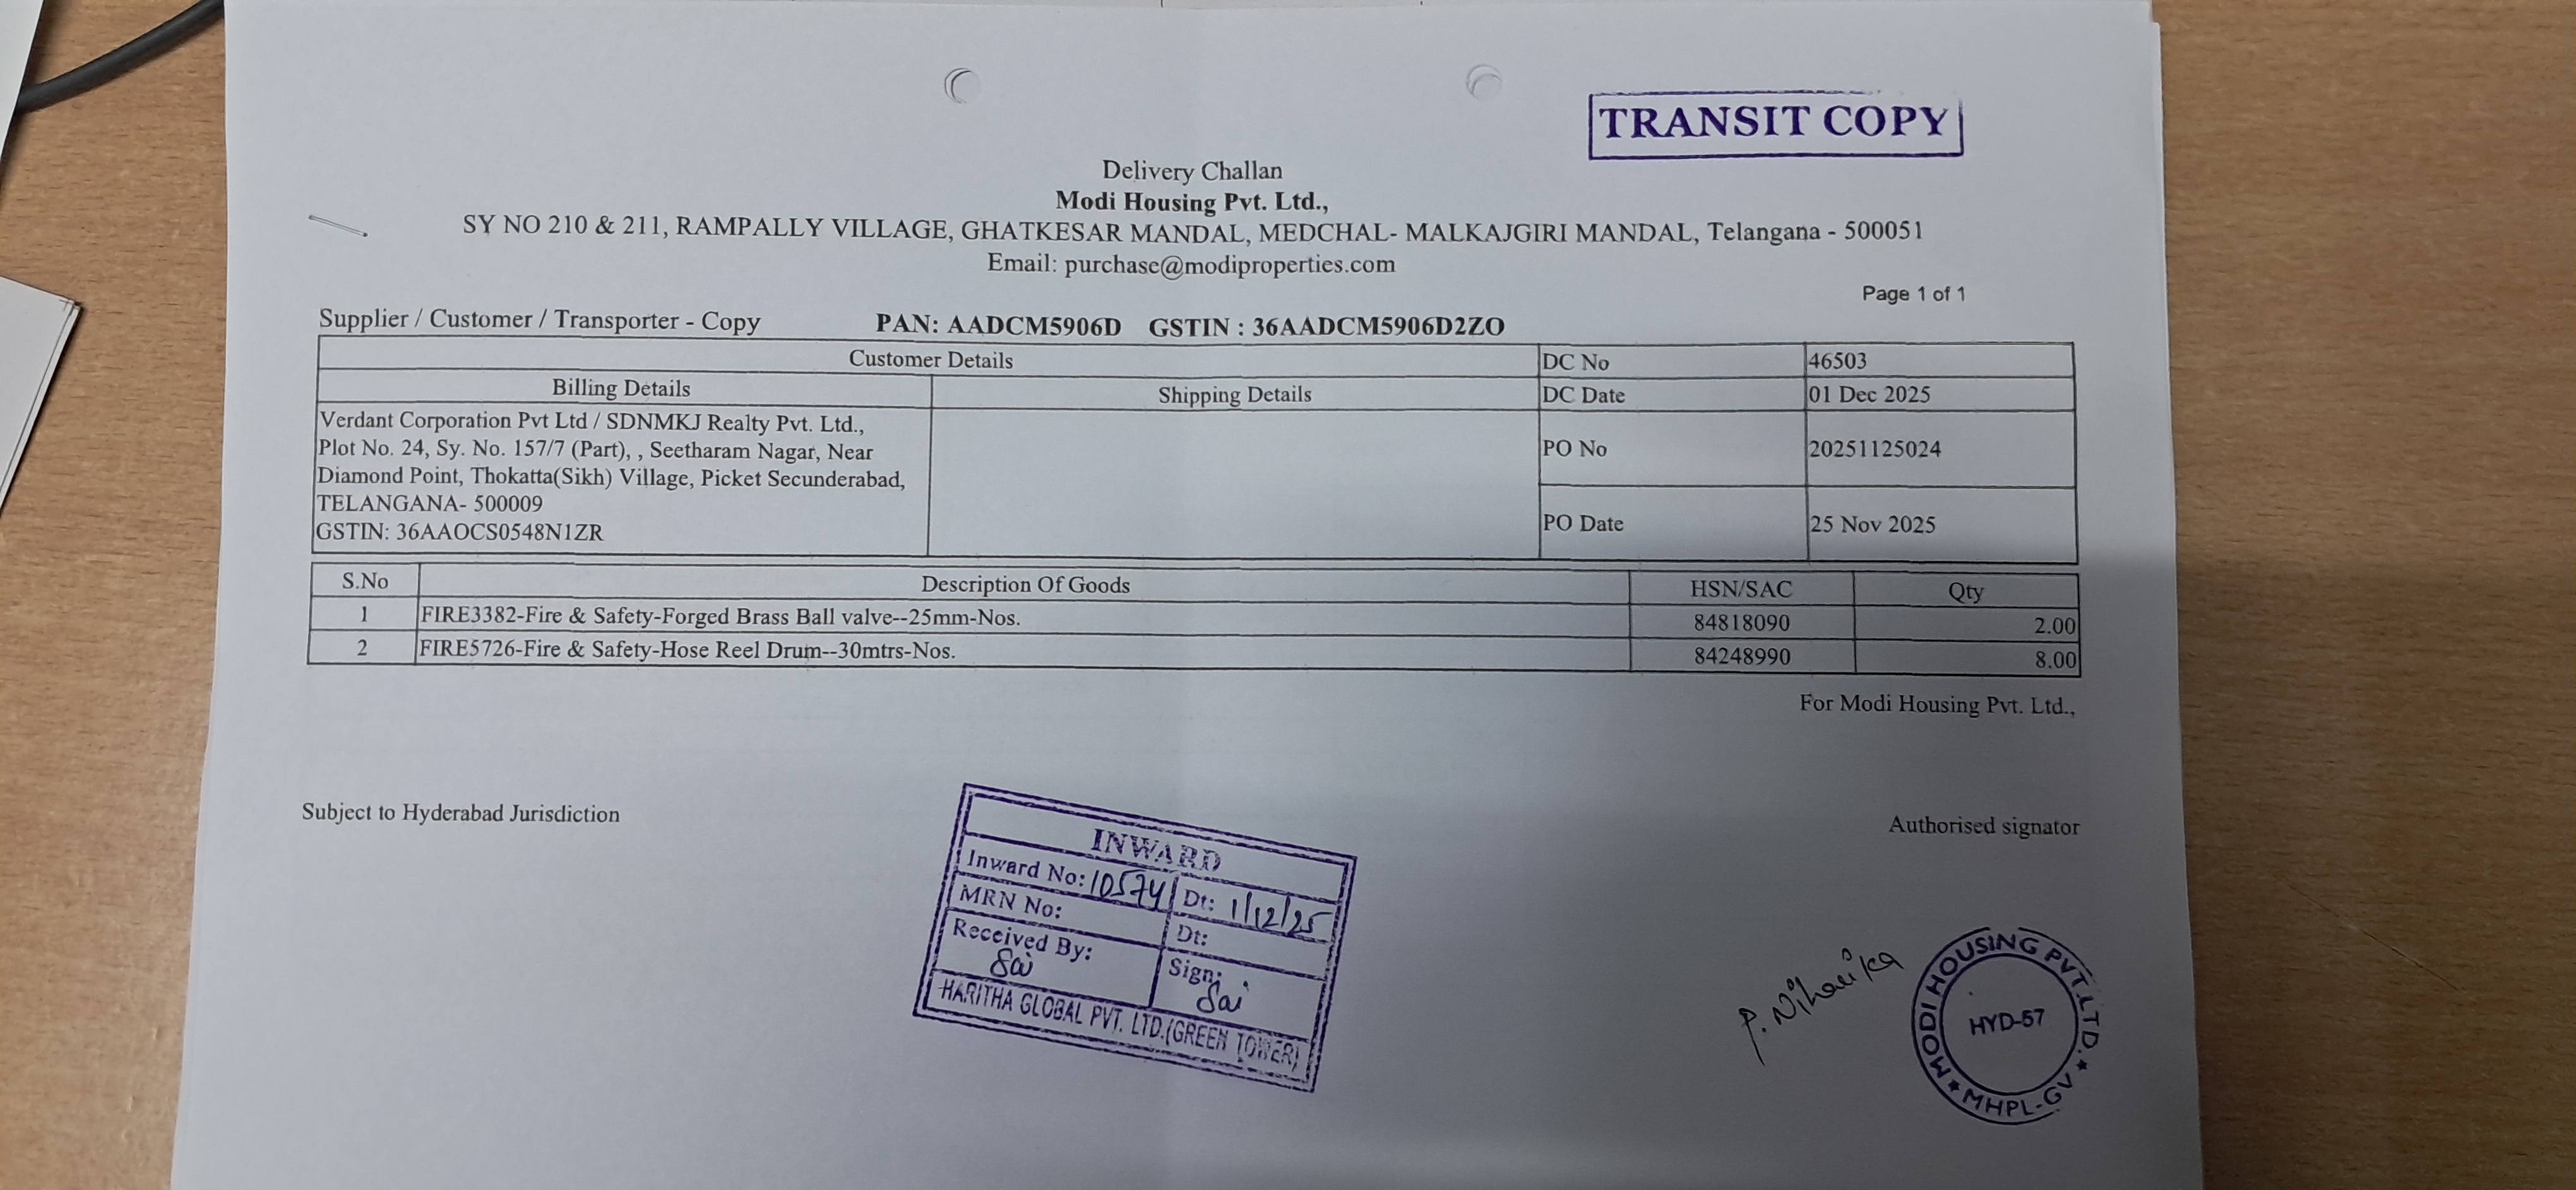 TRANSIT COPY
Delivery Challan
Modi Housing Pvt. Ltd.,
SY NO 210 & 211, RAMPALLY VILLAGE, GHATKESAR MANDAL, MEDCHAL- MALKAJGIRI MANDAL, Telangana - 500051
Email: purchase@modiproperties.com
Page 1 of 1
Supplier / Customer / Transporter - Copy PAN: AADCM5906D GSTIN : 36AADCM5906D2ZO
Customer Details
Billing Details
Shipping Details
DC No 46503
DC Date 01 Dec 2025
PO No 20251125024
PO Date 25 Nov 2025
Verdant Corporation Pvt Ltd / SDNMKJ Realty Pvt. Ltd.,
Plot No. 24, Sy. No. 157/7 (Part), , Seetharam Nagar, Near
Diamond Point, Thokatta(Sikh) Village, Picket Secunderabad,
TELANGANA- 500009
GSTIN: 36AAOCS0548N1ZR
S.No Description Of Goods HSN/SAC Qty
1 FIRE3382-Fire & Safety-Forged Brass Ball valve--25mm-Nos. 84818090 2.00
2 FIRE5726-Fire & Safety-Hose Reel Drum--30mtrs-Nos. 84248990 8.00
For Modi Housing Pvt. Ltd.,
Subject to Hyderabad Jurisdiction
Authorised signator
INWARD
Inward No: 10574 Dt: 1/12/25
MRN No: Dt:
Received By: Sai
Sign: Sai
HARITHA GLOBAL PVT. LTD.(GREEN TOWER)
P. Niharika
MODI HOUSING PVT.LTD.
HYD-57
MHPL-GV